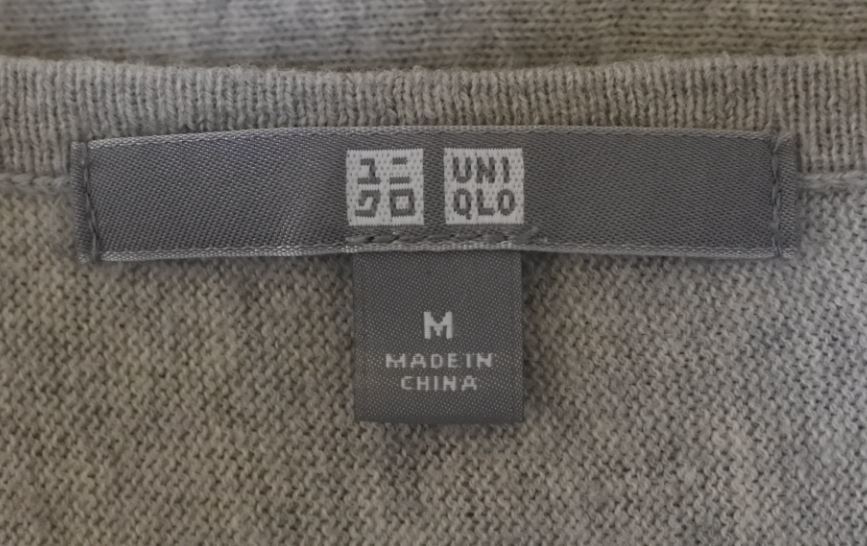 ユニ UNI
クロ QLO
M
MADE IN
CHINA